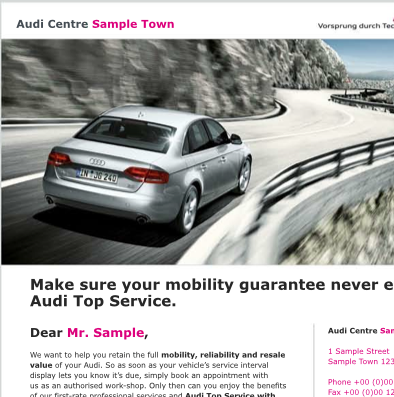 Audi Centre Sample Town
Vorsprung durch Tec
IN·JG 240
Make sure your mobility guarantee never e
Audi Top Service.
Dear Mr. Sample,
Audi Centre Sar
We want to help you retain the full mobility, reliability and resale
value of your Audi. So as soon as your vehicle's service interval
display lets you know it's due, simply book an appointment with
us as an authorised work-shop. Only then can you enjoy the benefits
of our first-rate professional services and Audi Top Service with
1 Sample Street
Sample Town 123
Phone +00 (0)00
Fax +00 (0)00 12